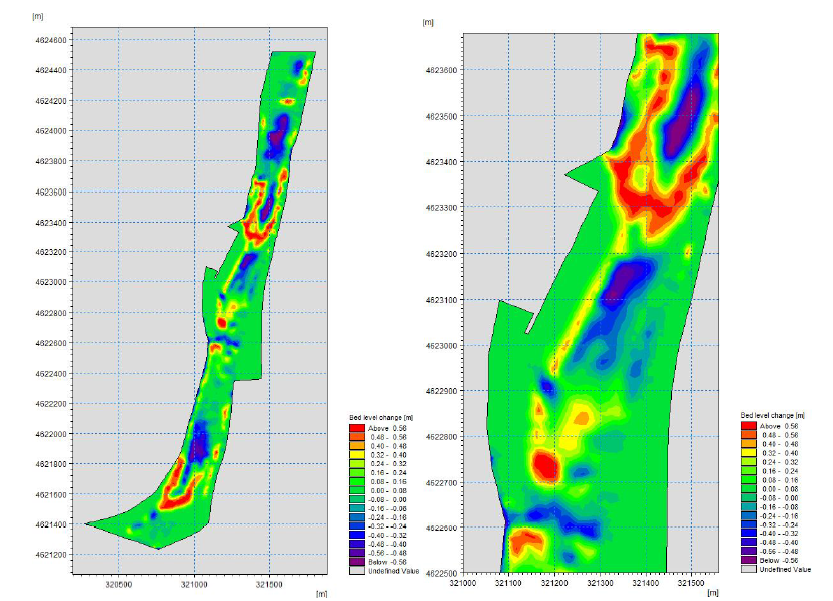 [m]
4624600
4624400
4624200
4624000
4623800
4623600
4623400
4623200
4623000
4622800
4622600
4622400
4622200
4622000
4621800
4621600
4621400
4621200
320500
321000
321500
[m]
Bed level change [m]
Above 0.56
0.48 - 0.56
0.40 - 0.48
0.32 - 0.40
0.24 - 0.32
0.16 - 0.24
0.08 - 0.16
0.00 - 0.08
-0.08 - 0.00
-0.16 - -0.08
-0.24 - -0.16
-0.32 - -0.24
-0.40 - -0.32
-0.48 - -0.40
-0.56 - -0.48
Below -0.56
Undefined Value
[m]
4623600
4623500
4623400
4623300
4623200
4623100
4623000
4622900
4622800
4622700
4622600
4622500
321000
321100
321200
321300
321400
321500
[m]
Bed level change [m]
Above 0.56
0.48 - 0.56
0.40 - 0.48
0.32 - 0.40
0.24 - 0.32
0.16 - 0.24
0.08 - 0.16
0.00 - 0.08
-0.08 - 0.00
-0.16 - -0.08
-0.24 - -0.16
-0.32 - -0.24
-0.40 - -0.32
-0.48 - -0.40
-0.56 - -0.48
Below -0.56
Undefined Value